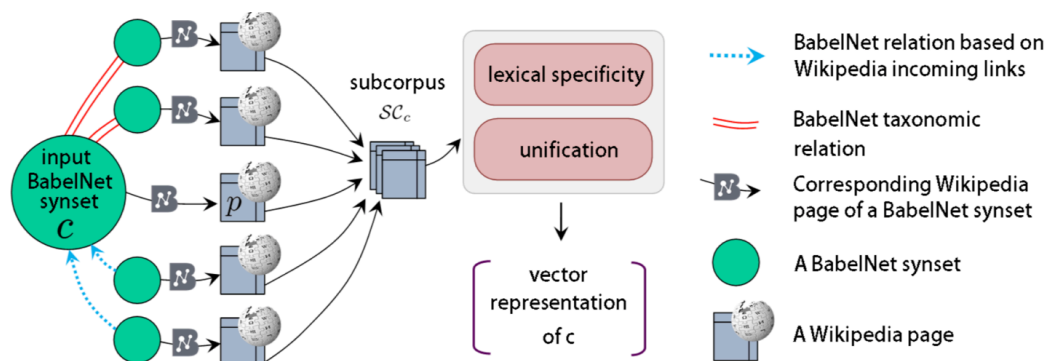 input
BabelNet
synset
c
p
subcorpus
SC_c
lexical specificity
unification
vector
representation
of c
BabelNet relation based on
Wikipedia incoming links
BabelNet taxonomic
relation
Corresponding Wikipedia
page of a BabelNet synset
A BabelNet synset
A Wikipedia page